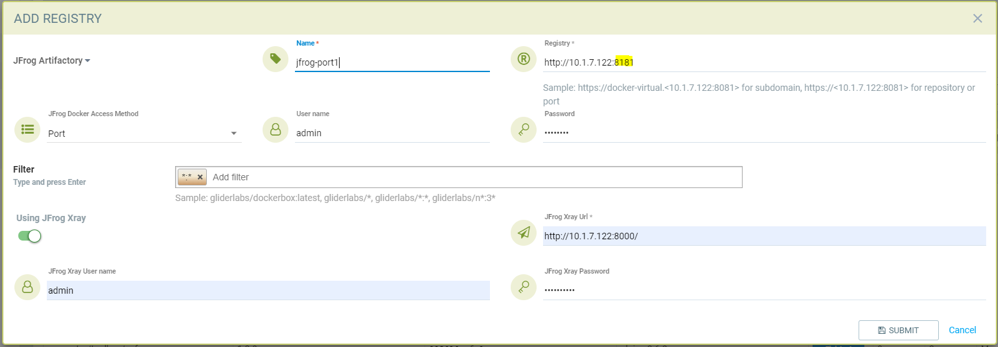 ADD REGISTRY
JFrog Artifactory
Name *
jfrog-port1
Registry *
http://10.1.7.122:8181
Sample: https://docker-virtual.<10.1.7.122:8081> for subdomain, https://<10.1.7.122:8081> for repository or
port
JFrog Docker Access Method
Port
User name
admin
Password
••••••••
Filter
Type and press Enter
*:* x
Add filter
Sample: gliderlabs/dockerbox:latest, gliderlabs/*, gliderlabs/*:*, gliderlabs/n*:3*
Using JFrog Xray
JFrog Xray Url *
http://10.1.7.122:8000/
JFrog Xray User name
admin
JFrog Xray Password
••••••••••
SUBMIT
Cancel